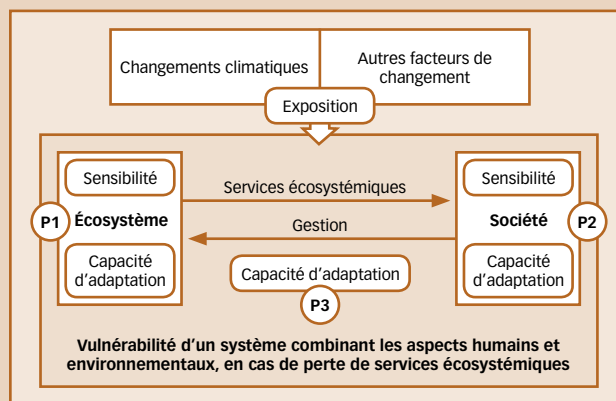 Changements climatiques
Autres facteurs de
changement
Exposition
Sensibilité
Services écosystémiques
Sensibilité
P1
Écosystème
Gestion
Société
P2
Capacité
d'adaptation
Capacité d'adaptation
Capacité
d'adaptation
P3
Vulnérabilité d'un système combinant les aspects humains et
environnementaux, en cas de perte de services écosystémiques